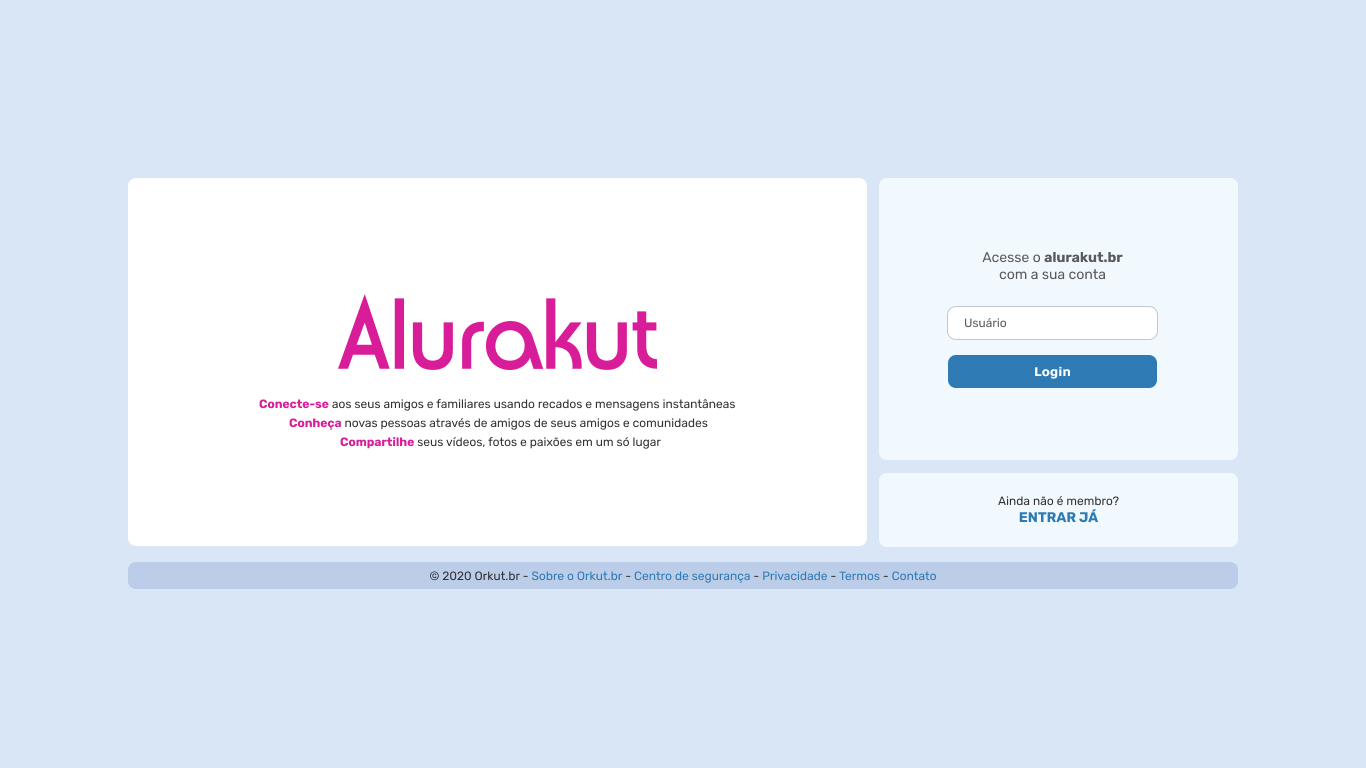 Alurakut
Conecte-se aos seus amigos e familiares usando recados e mensagens instantâneas
Conheça novas pessoas através de amigos de seus amigos e comunidades
Compartilhe seus vídeos, fotos e paixões em um só lugar
Acesse o alurakut.br
com a sua conta
Usuário
Login
Ainda não é membro?
ENTRAR JÁ
© 2020 Orkut.br - Sobre o Orkut.br - Centro de segurança - Privacidade - Termos - Contato